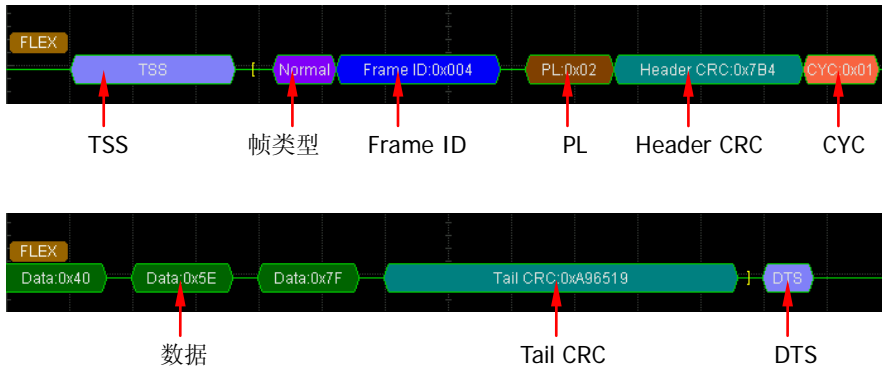 FLEX
TSS [ Normal Frame ID:0x004 PL:0x02 Header CRC:0x7B4 CYC:0x01
TSS 帧类型 Frame ID PL Header CRC CYC
FLEX
Data:0x40 Data:0x5E Data:0x7F Tail CRC:0xA96519 ] DTS
数据 Tail CRC DTS